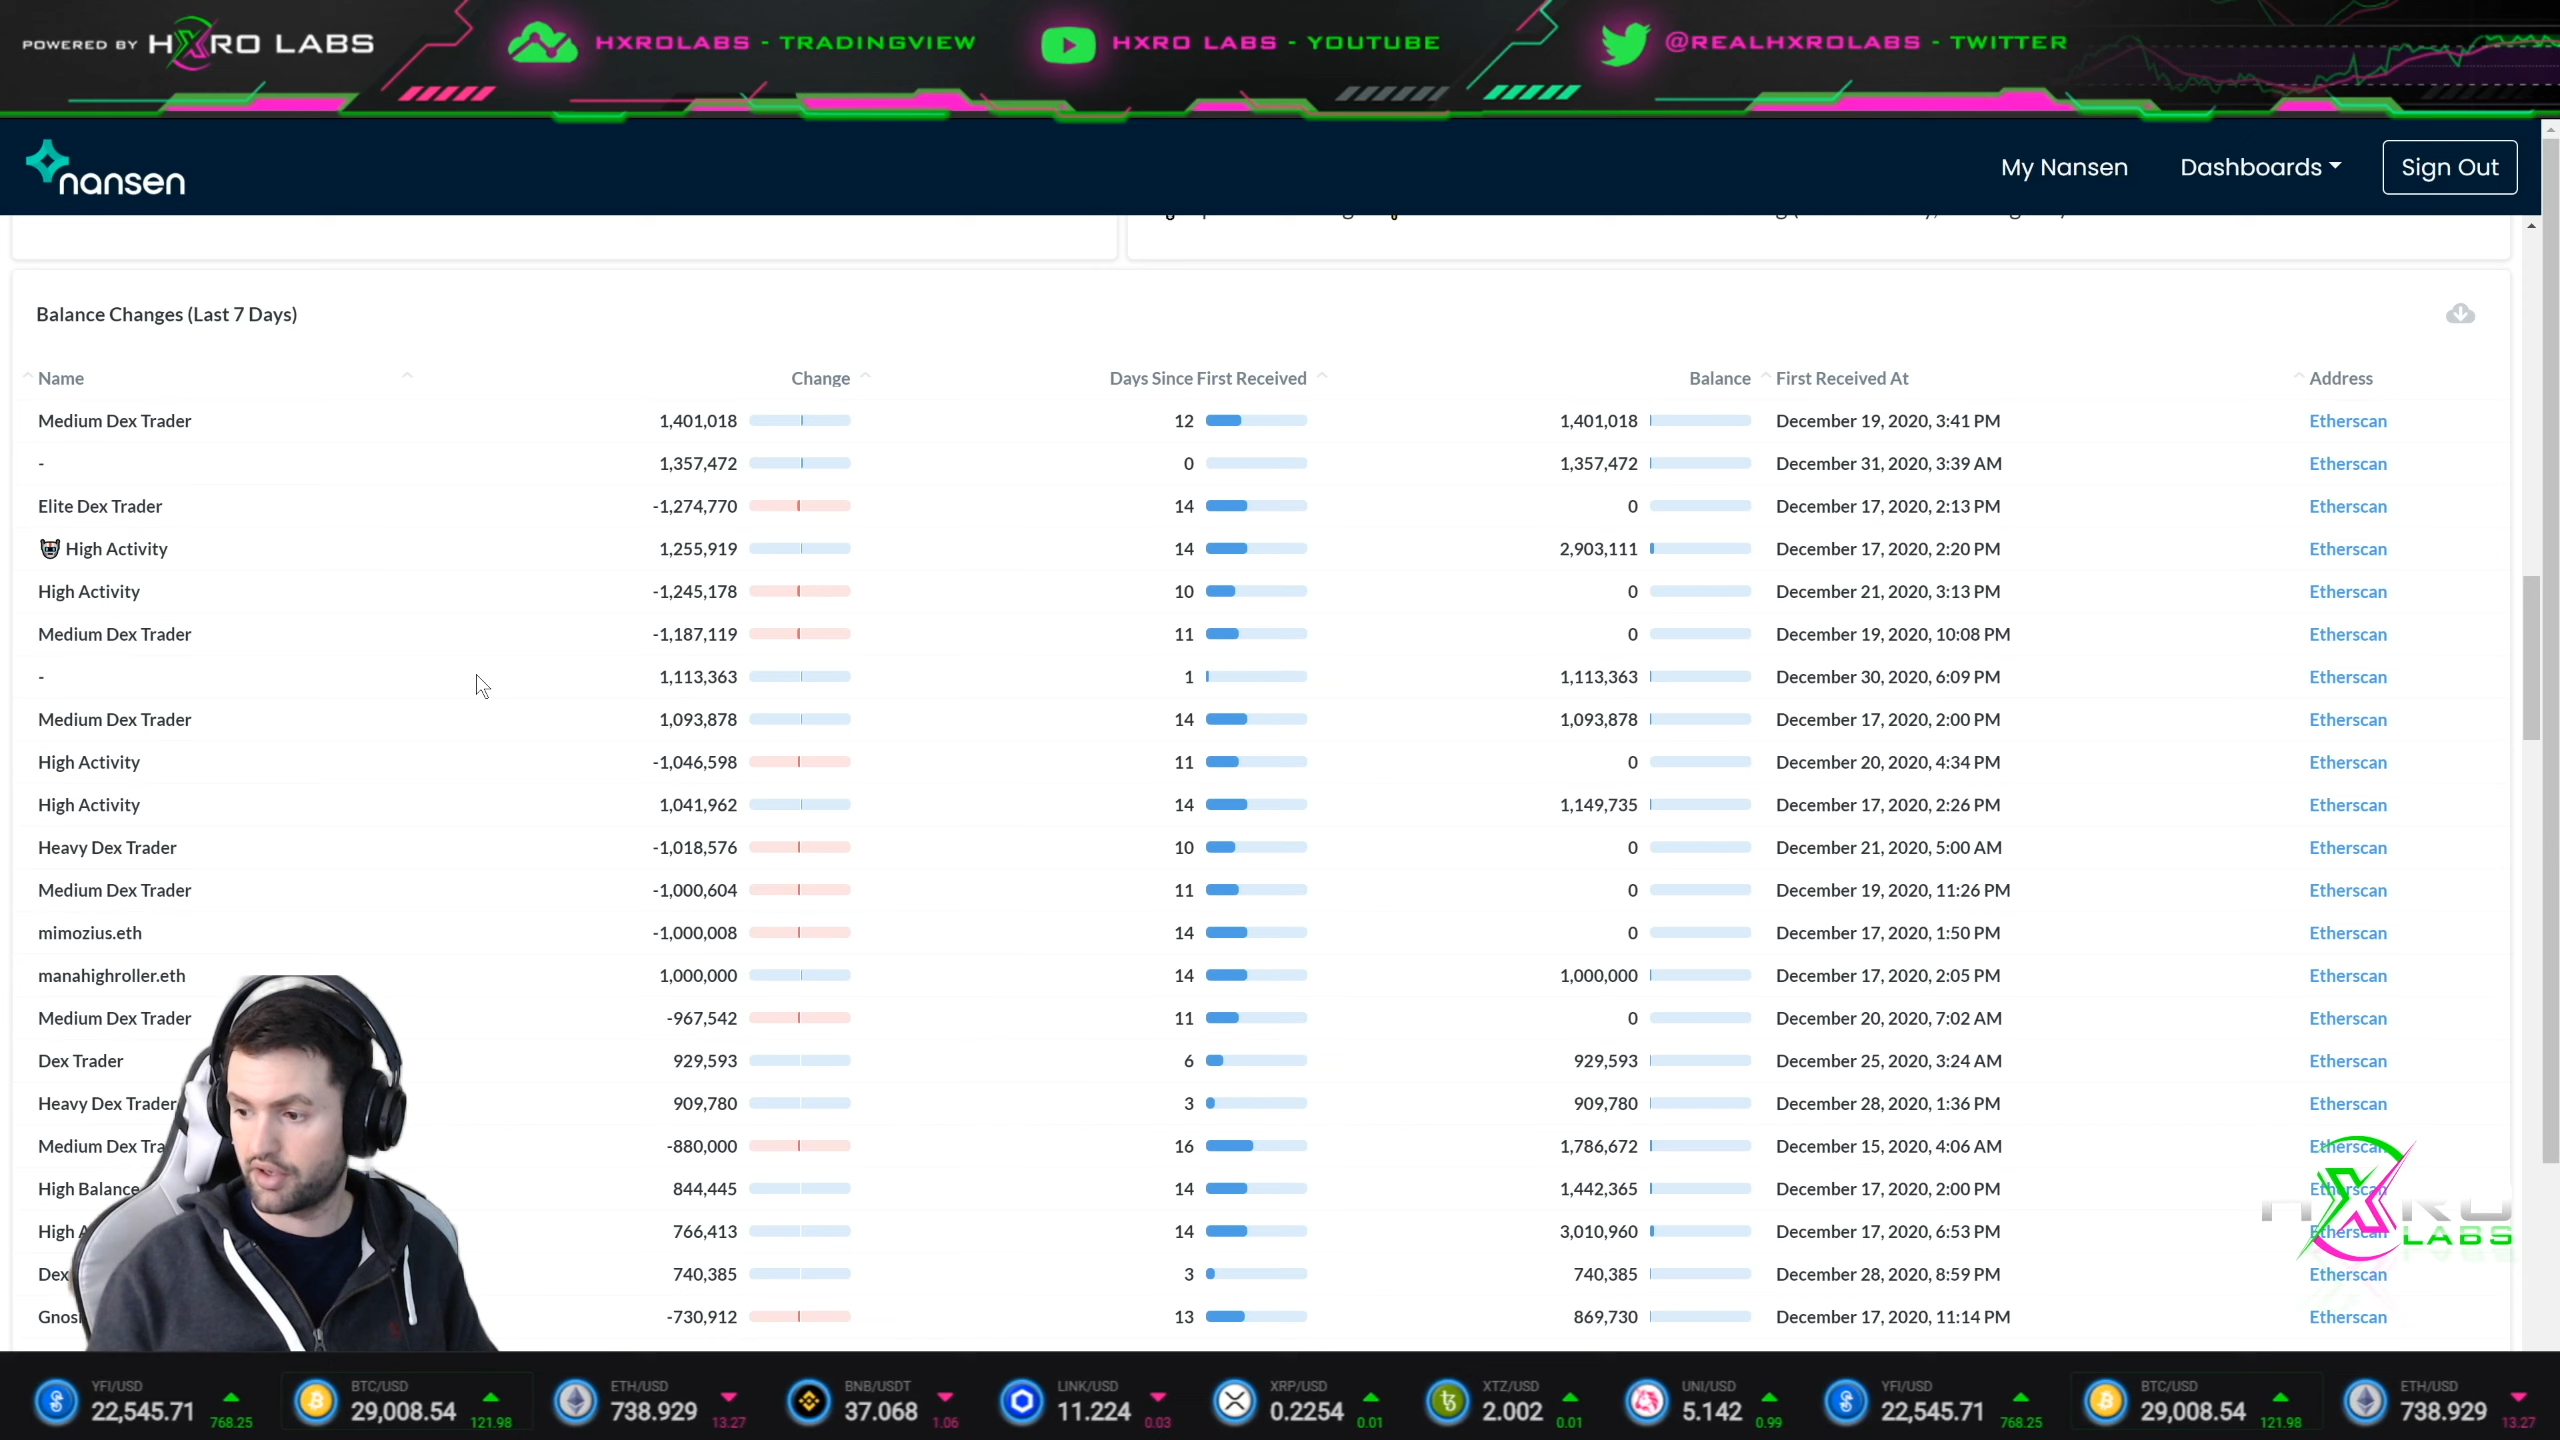 POWERED BY HXRO LABS
HXROLABS - TRADINGVIEW
HXRO LABS - YOUTUBE
@REALHXROLABS - TWITTER
nansen
My Nansen
Dashboards
Sign Out
Balance Changes (Last 7 Days)
Name Change Days Since First Received Balance First Received At Address
Medium Dex Trader 1,401,018 12 1,401,018 December 19, 2020, 3:41 PM Etherscan
- 1,357,472 0 1,357,472 December 31, 2020, 3:39 AM Etherscan
Elite Dex Trader -1,274,770 14 0 December 17, 2020, 2:13 PM Etherscan
High Activity 1,255,919 14 2,903,111 December 17, 2020, 2:20 PM Etherscan
High Activity -1,245,178 10 0 December 21, 2020, 3:13 PM Etherscan
Medium Dex Trader -1,187,119 11 0 December 19, 2020, 10:08 PM Etherscan
- 1,113,363 1 1,113,363 December 30, 2020, 6:09 PM Etherscan
Medium Dex Trader 1,093,878 14 1,093,878 December 17, 2020, 2:00 PM Etherscan
High Activity -1,046,598 11 0 December 20, 2020, 4:34 PM Etherscan
High Activity 1,041,962 14 1,149,735 December 17, 2020, 2:26 PM Etherscan
Heavy Dex Trader -1,018,576 10 0 December 21, 2020, 5:00 AM Etherscan
Medium Dex Trader -1,000,604 11 0 December 19, 2020, 11:26 PM Etherscan
mimozius.eth -1,000,008 14 0 December 17, 2020, 1:50 PM Etherscan
manahighroller.eth 1,000,000 14 1,000,000 December 17, 2020, 2:05 PM Etherscan
Medium Dex Trader -967,542 11 0 December 20, 2020, 7:02 AM Etherscan
Dex Trader 929,593 6 929,593 December 25, 2020, 3:24 AM Etherscan
Heavy Dex Trader 909,780 3 909,780 December 28, 2020, 1:36 PM Etherscan
Medium Dex Tra -880,000 16 1,786,672 December 15, 2020, 4:06 AM Etherscan
High Balance 844,445 14 1,442,365 December 17, 2020, 2:00 PM Etherscan
High A 766,413 14 3,010,960 December 17, 2020, 6:53 PM Etherscan
Dex 740,385 3 740,385 December 28, 2020, 8:59 PM Etherscan
Gnosi -730,912 13 869,730 December 17, 2020, 11:14 PM Etherscan
HXRO
LABS
YFI/USD BTC/USD ETH/USD BNB/USDT LINK/USD XRP/USD XTZ/USD UNI/USD YFI/USD BTC/USD ETH/USD
22,545.71 768.25 29,008.54 121.98 738.929 13.27 37.068 1.06 11.224 0.03 0.2254 0.01 2.002 0.01 5.142 0.99 22,545.71 768.25 29,008.54 121.98 738.929 13.27